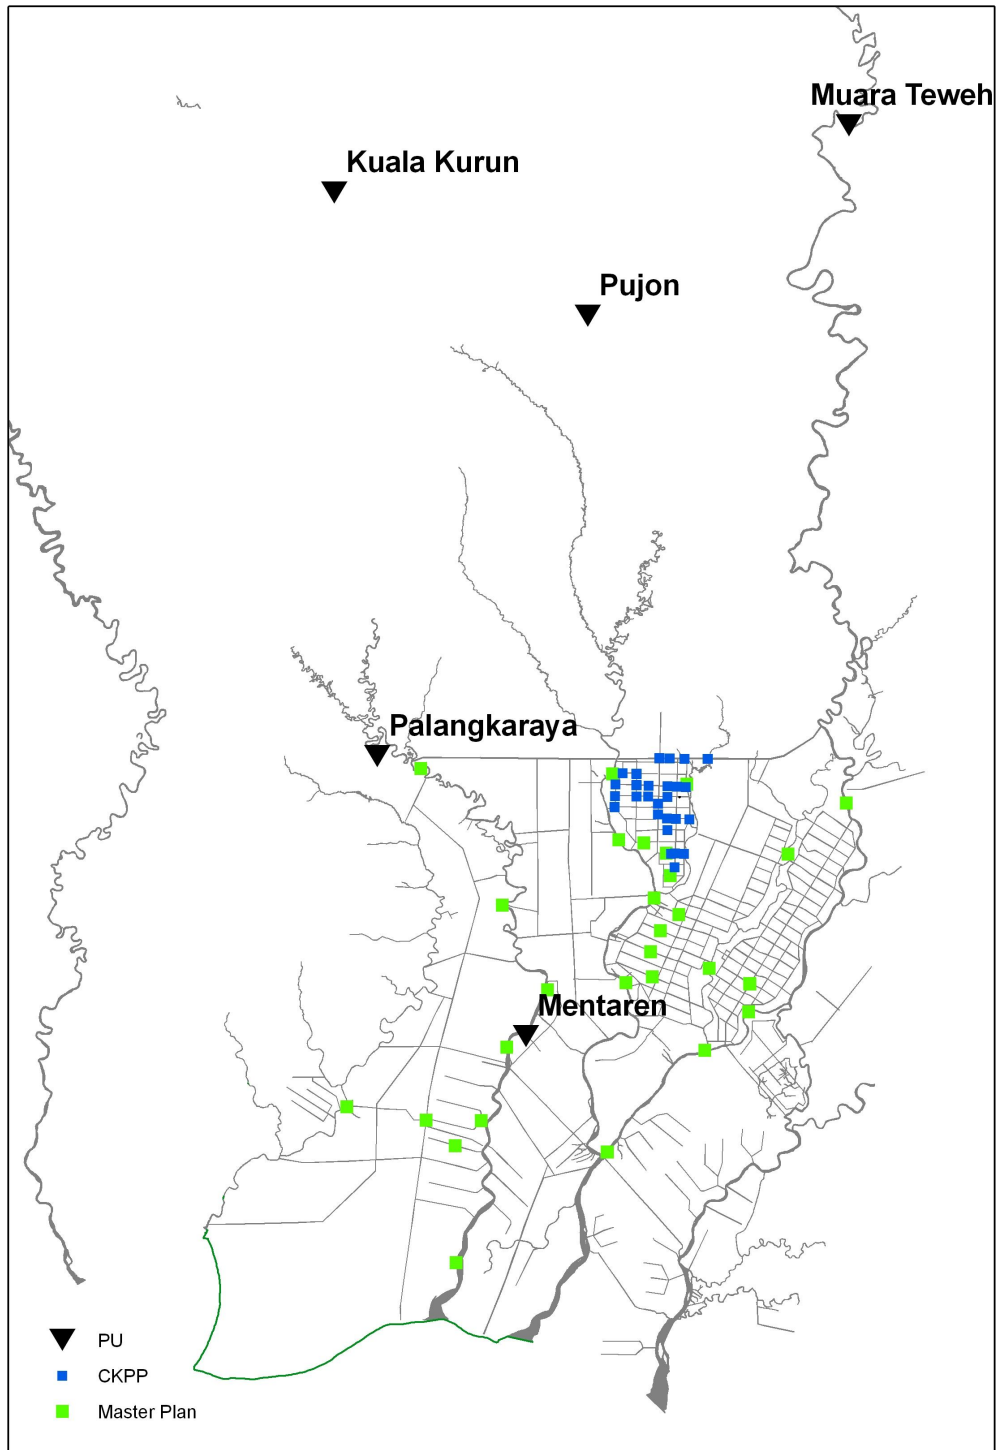 Muara Teweh
Kuala Kurun
Pujon
Palangkaraya
Mentaren
PU
CKPP
Master Plan